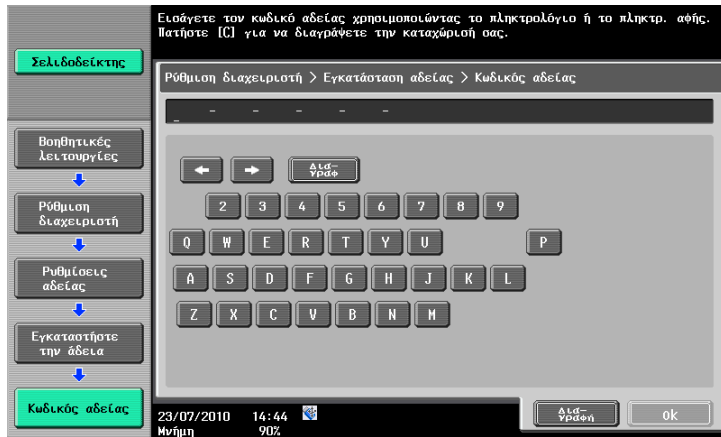 Εισάγετε τον κωδικό αδείας χρησιμοποιώντας το πληκτρολόγιο ή το πληκτρ. αφής.
Πατήστε [C] για να διαγράψετε την καταχώρισή σας.
Σελιδοδείκτης
Ρύθμιση διαχειριστή > Εγκατάσταση αδείας > Κωδικός αδείας
_ - - - - -
Βοηθητικές
λειτουργίες
Ρύθμιση
διαχειριστή
Ρυθμίσεις
αδείας
Εγκαταστήστε
την άδεια
Κωδικός αδείας
← → Δια-
γραφ
2 3 4 5 6 7 8 9
Q W E R T Y U P
A S D F G H J K L
Z X C V B N M
23/07/2010 14:44
Μνήμη 90%
Δια-
γραφή
ok